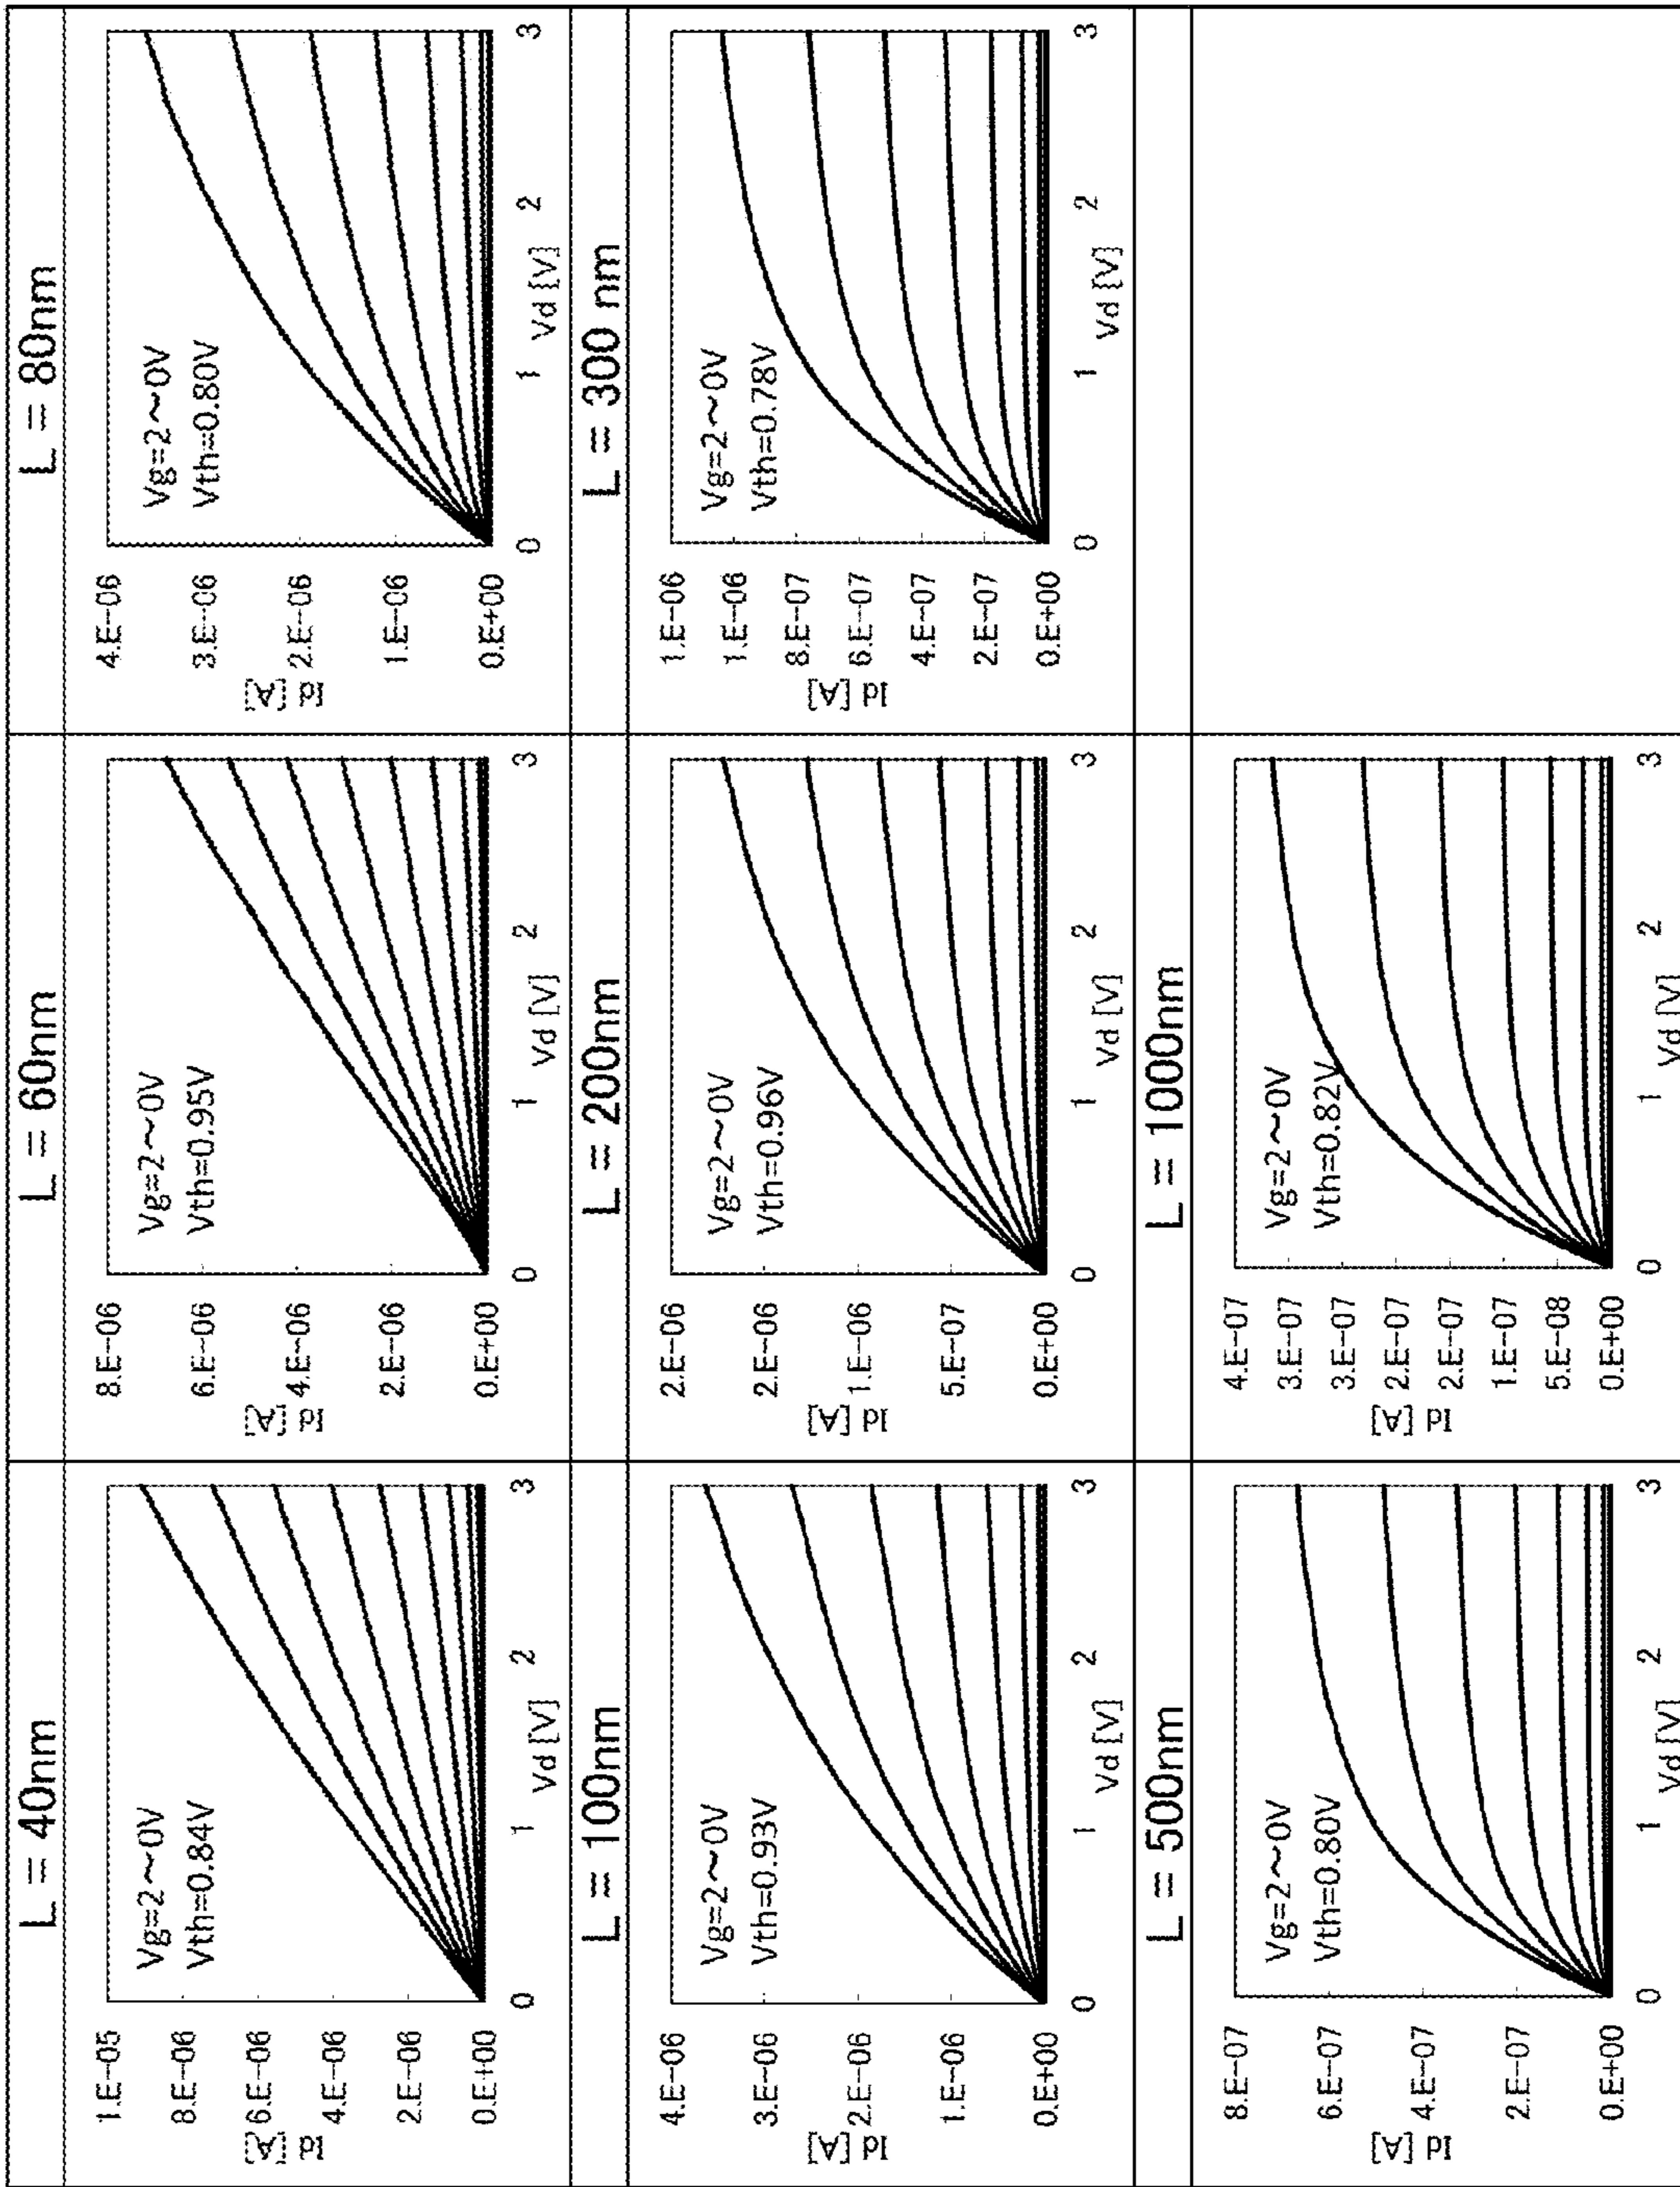 L = 40nm
Vg=2～0V
Vth=0.84V
1.E-05
8.E-06
6.E-06
4.E-06
2.E-06
0.E+00
Id [A]
0 1 2 3
Vd [V]
L = 60nm
Vg=2～0V
Vth=0.95V
8.E-06
6.E-06
4.E-06
2.E-06
0.E+00
Id [A]
0 1 2 3
Vd [V]
L = 80nm
Vg=2～0V
Vth=0.80V
4.E-06
3.E-06
2.E-06
1.E-06
0.E+00
Id [A]
0 1 2 3
Vd [V]
L = 100nm
Vg=2～0V
Vth=0.93V
4.E-06
3.E-06
2.E-06
1.E-06
0.E+00
Id [A]
0 1 2 3
Vd [V]
L = 200nm
Vg=2～0V
Vth=0.96V
2.E-06
2.E-06
1.E-06
5.E-07
0.E+00
Id [A]
0 1 2 3
Vd [V]
L = 300 nm
Vg=2～0V
Vth=0.78V
1.E-06
1.E-06
8.E-07
6.E-07
4.E-07
2.E-07
0.E+00
Id [A]
0 1 2 3
Vd [V]
L = 500nm
Vg=2～0V
Vth=0.80V
8.E-07
6.E-07
4.E-07
2.E-07
0.E+00
Id [A]
0 1 2 3
Vd [V]
L = 1000nm
Vg=2～0V
Vth=0.82V
4.E-07
3.E-07
3.E-07
2.E-07
2.E-07
1.E-07
5.E-08
0.E+00
Id [A]
0 1 2 3
Vd [V]